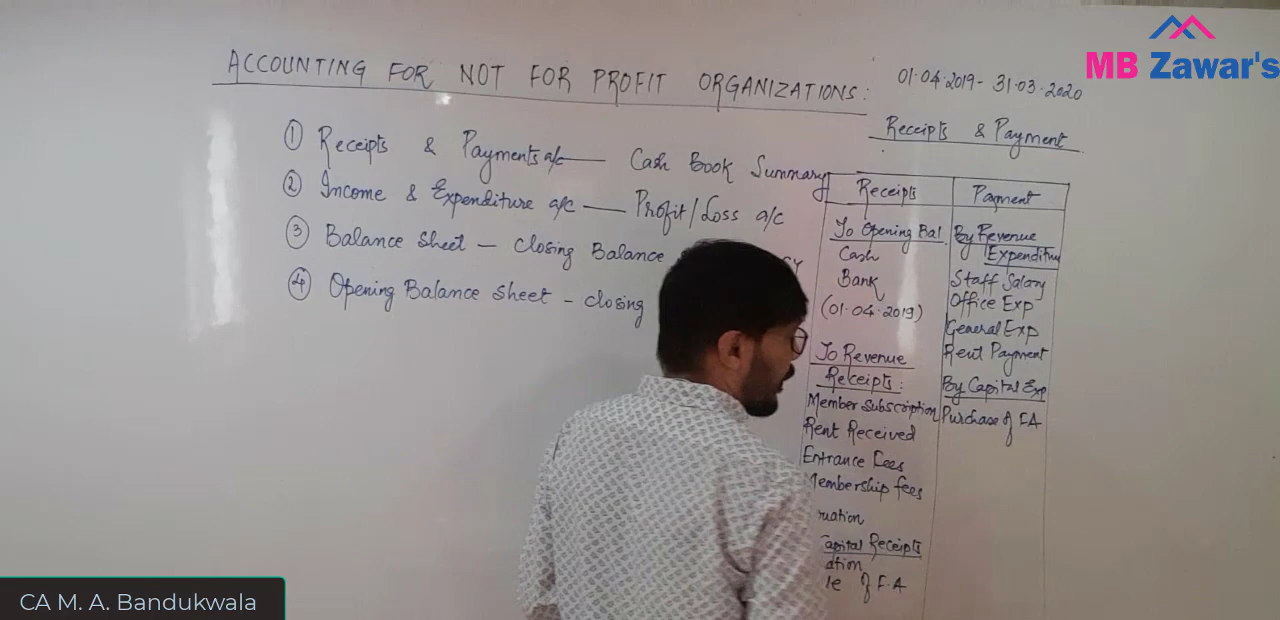 MB Zawar's
ACCOUNTING FOR NOT FOR PROFIT ORGANIZATIONS:
01.04.2019 - 31.03.2020
① Receipts & Payments a/c — Cash Book Summary
② Income & Expenditure a/c — Profit/Loss a/c
③ Balance Sheet - Closing Balance
④ Opening Balance Sheet - closing
Receipts & Payment
Receipts
To Opening Bal.
Cash
Bank
(01.04.2019)
To Revenue
Receipts:
Member Subscription
Rent Received
Entrance Fees
Membership fees
Receipts
of F.A
Payment
By Revenue
Expenditure
Staff Salary
Office Exp
General Exp
Rent Payment
By Capital Exp
Purchase of F.A
CA M. A. Bandukwala